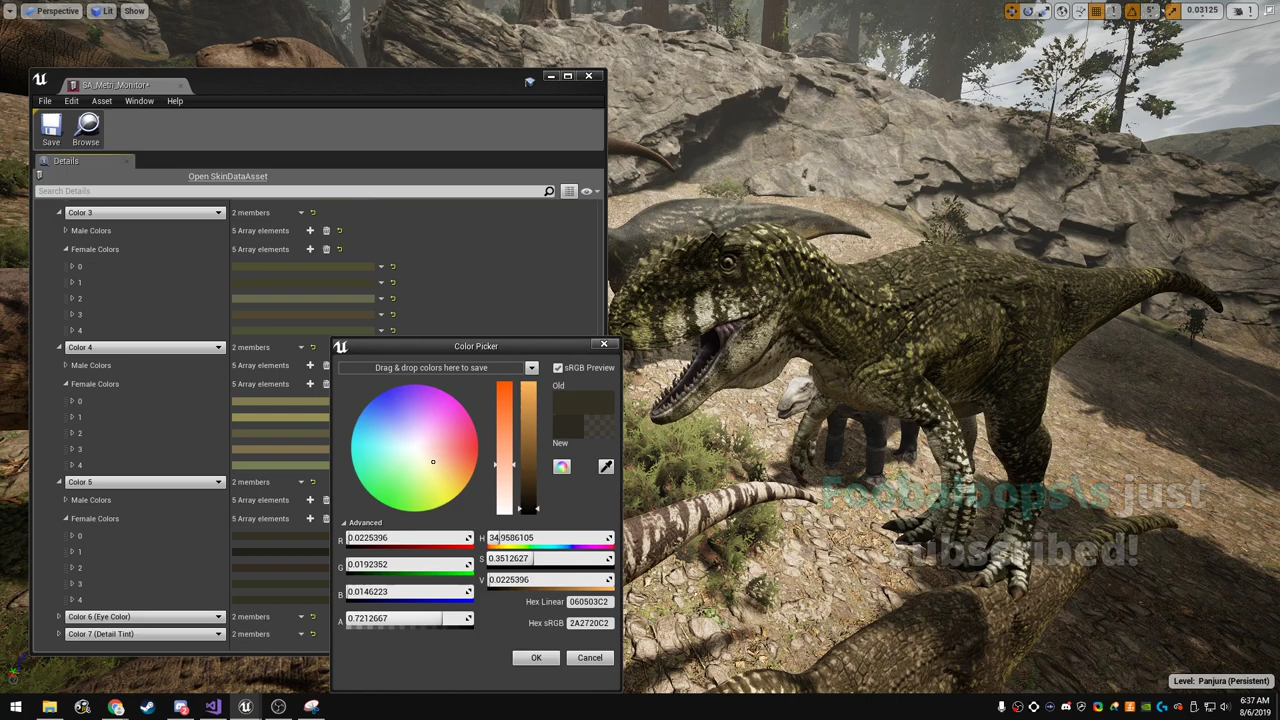 Perspective Lit Show
1 5° 0.03125 1
SA_Metri_Monitor*
File Edit Asset Window Help
Save Browse
Details
Open SkinDataAsset
Search Details
Color 3 2 members
Male Colors 5 Array elements
Female Colors 5 Array elements
0
1
2
3
4
Color 4 2 members
Male Colors 5 Array elements
Female Colors 5 Array elements
0
1
2
3
4
Color 5 2 members
Male Colors 5 Array elements
Female Colors 5 Array elements
0
1
2
3
4
Color 6 (Eye Color) 2 members
Color 7 (Detail Tint) 2 members
Color Picker
Drag & drop colors here to save
sRGB Preview
Old
New
Advanced
R 0.0225396 H 34.9586105
G 0.0192352 S 0.3512627
B 0.0146223 V 0.0225396
Hex Linear 060503C2
A 0.7212667 Hex sRGB 2A2720C2
OK Cancel
just
subscribed!
Level: Panjura (Persistent)
6:37 AM
8/6/2019